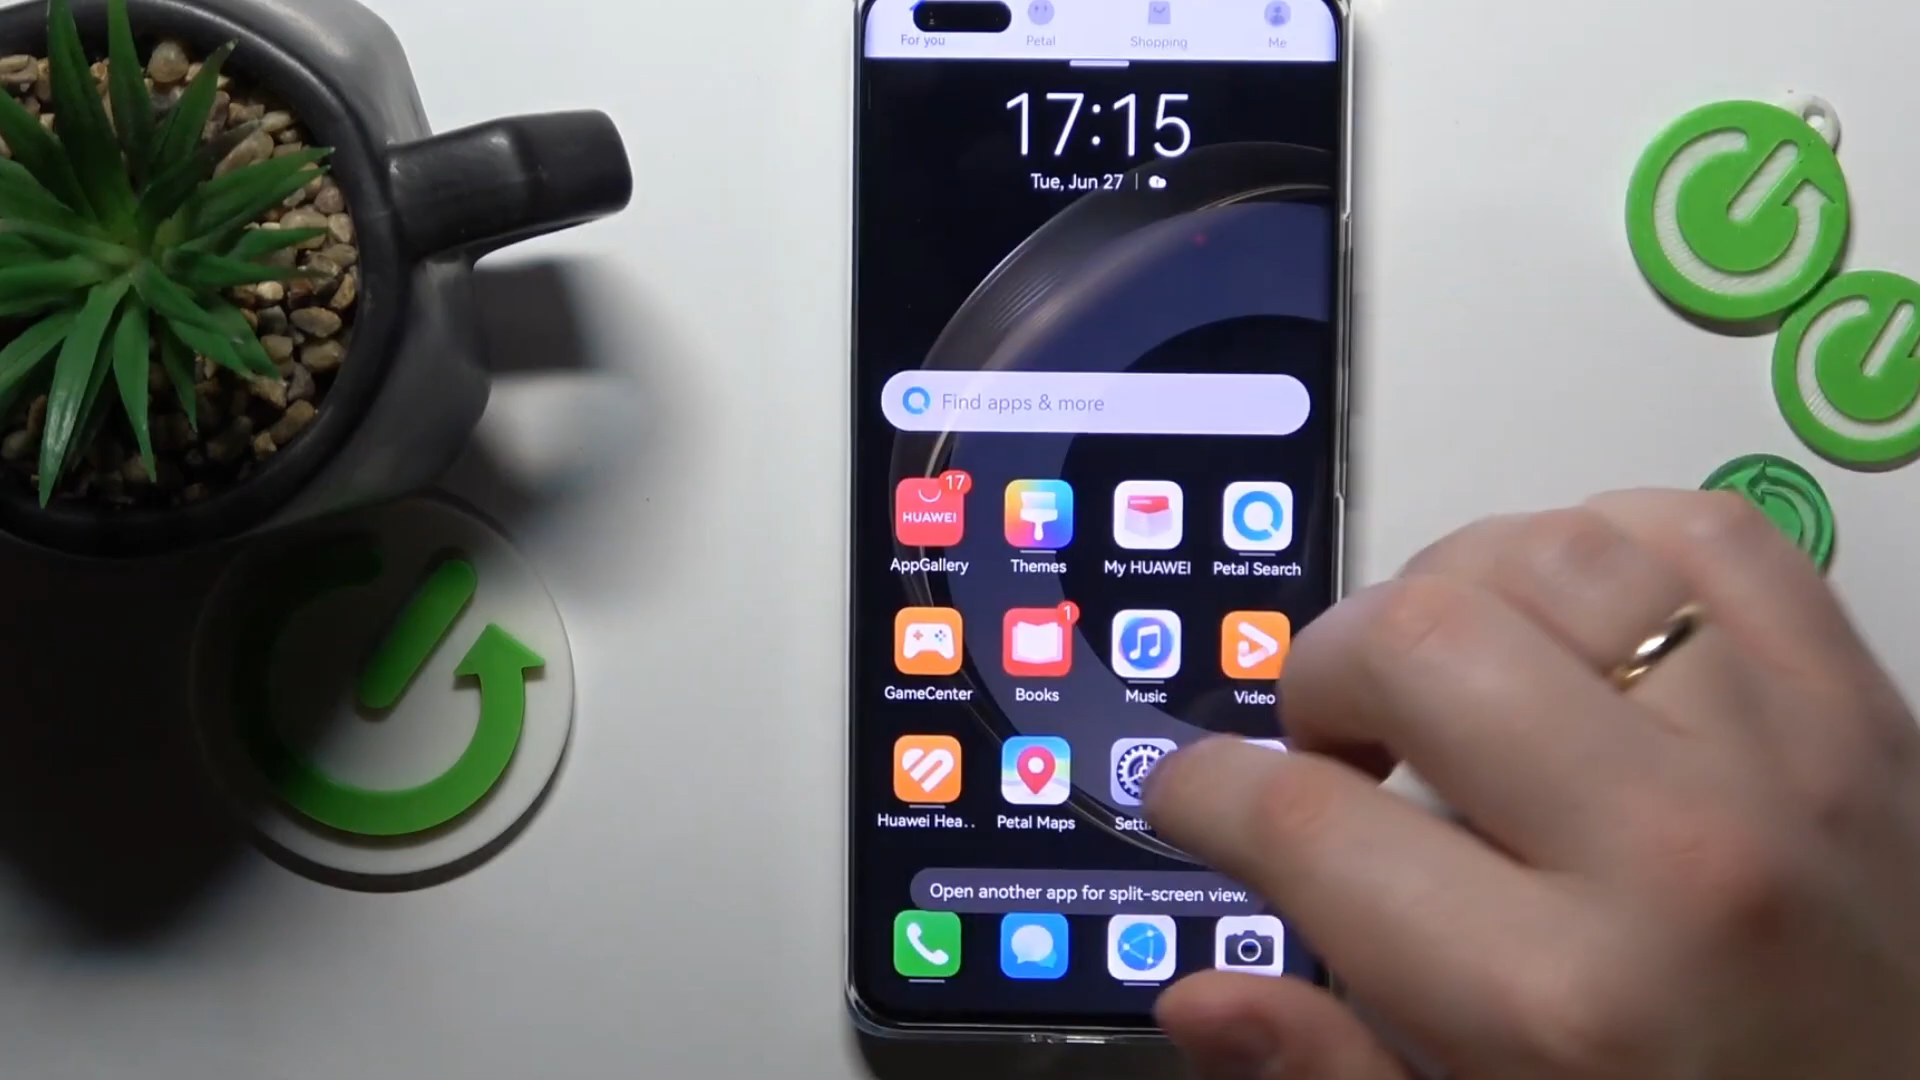 For you Petal Shopping Me
17:15
Tue, Jun 27
Find apps & more
17
HUAWEI
AppGallery Themes My HUAWEI Petal Search
1
GameCenter Books Music Video
Huawei Hea.. Petal Maps
Open another app for split-screen view.